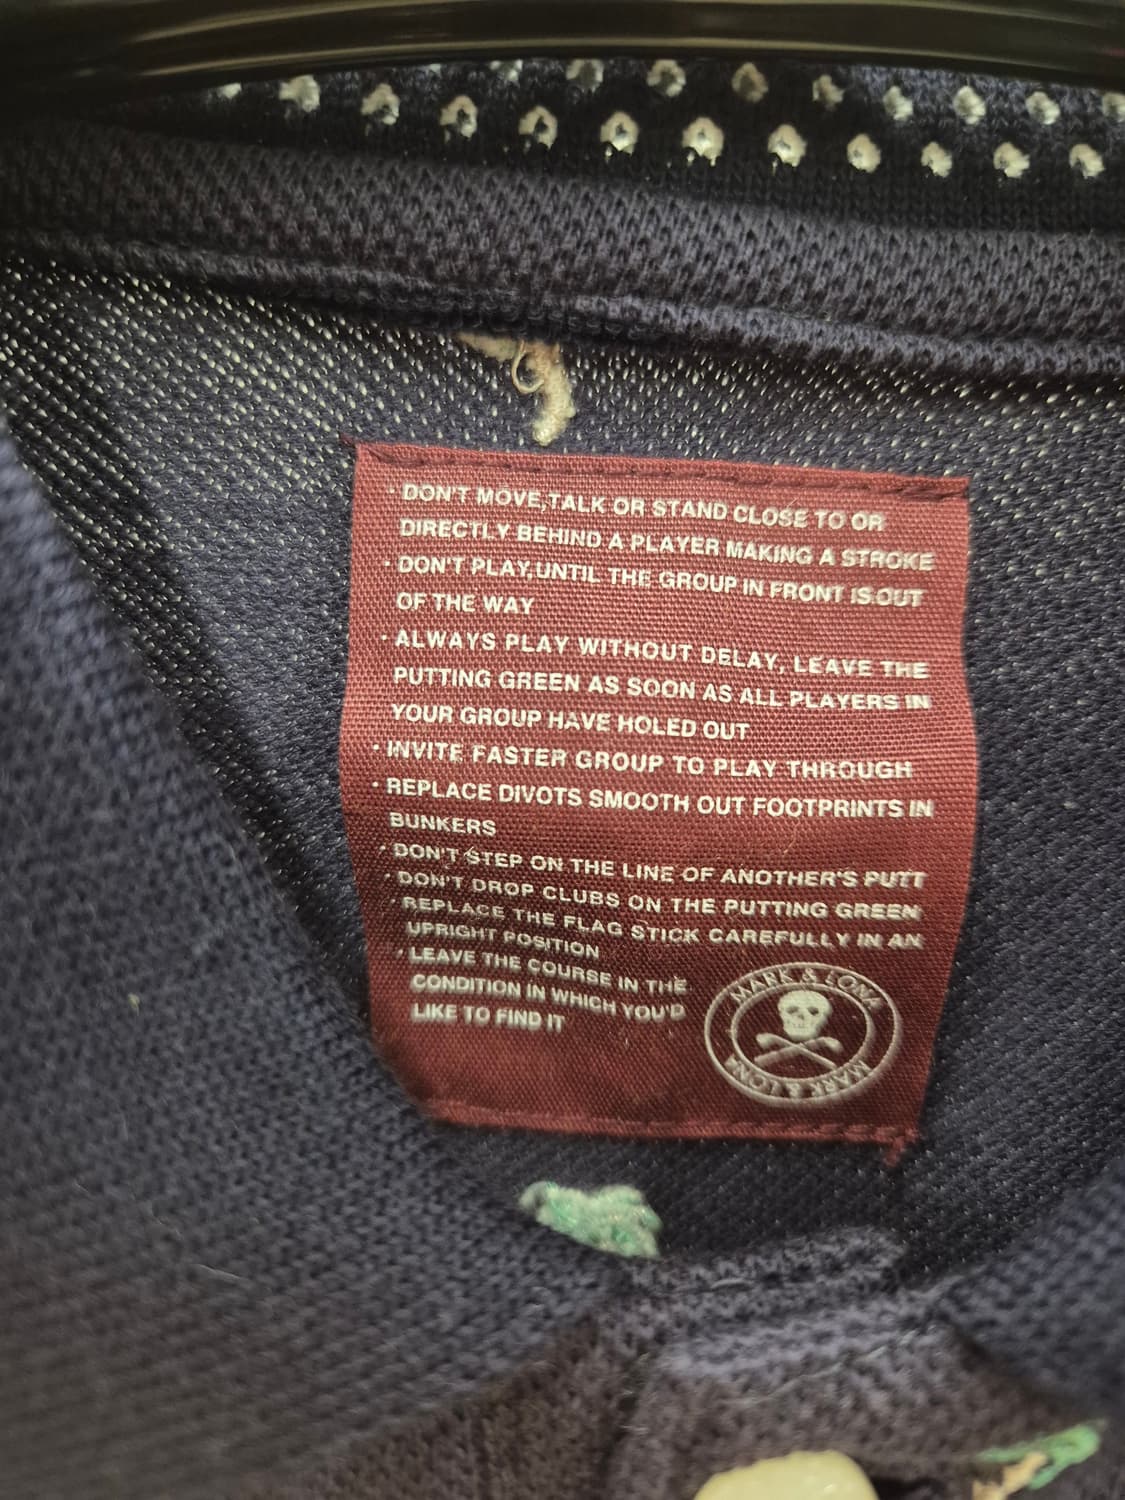 · DON'T MOVE,TALK OR STAND CLOSE TO OR
DIRECTLY BEHIND A PLAYER MAKING A STROKE
· DON'T PLAY,UNTIL THE GROUP IN FRONT IS OUT
OF THE WAY
· ALWAYS PLAY WITHOUT DELAY, LEAVE THE
PUTTING GREEN AS SOON AS ALL PLAYERS IN
YOUR GROUP HAVE HOLED OUT
· INVITE FASTER GROUP TO PLAY THROUGH
· REPLACE DIVOTS SMOOTH OUT FOOTPRINTS IN
BUNKERS
· DON'T STEP ON THE LINE OF ANOTHER'S PUTT
· DON'T DROP CLUBS ON THE PUTTING GREEN
· REPLACE THE FLAG STICK CAREFULLY IN AN
UPRIGHT POSITION
· LEAVE THE COURSE IN THE
CONDITION IN WHICH YOU'D
LIKE TO FIND IT
MARK & LONA
MARK & LONA